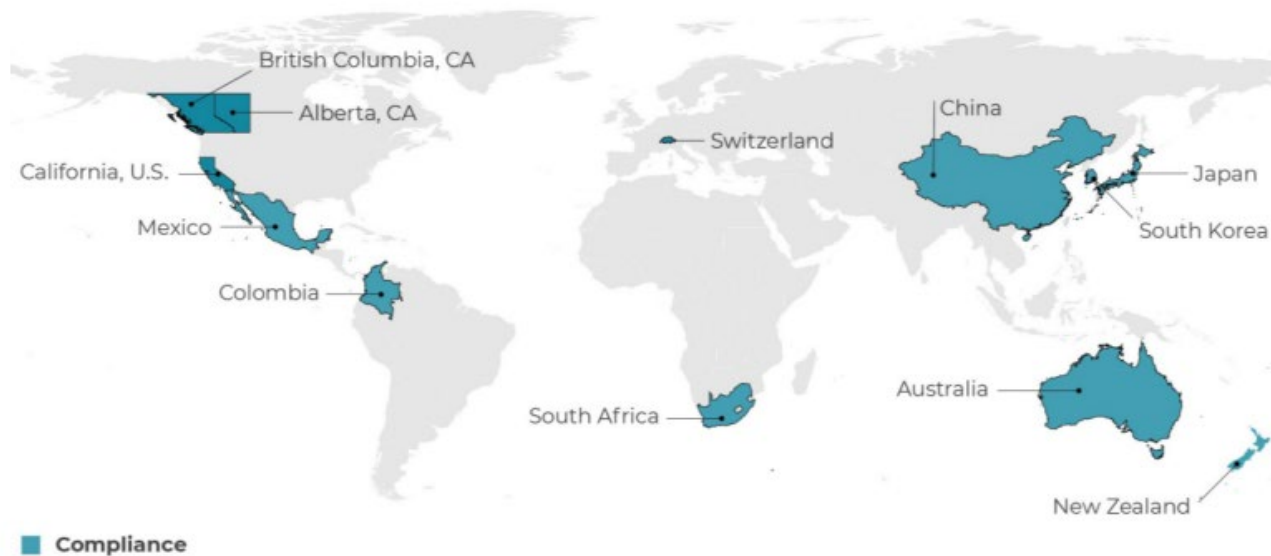 British Columbia, CA
Alberta, CA
California, U.S.
Mexico
Colombia
Switzerland
South Africa
China
Japan
South Korea
Australia
New Zealand
Compliance